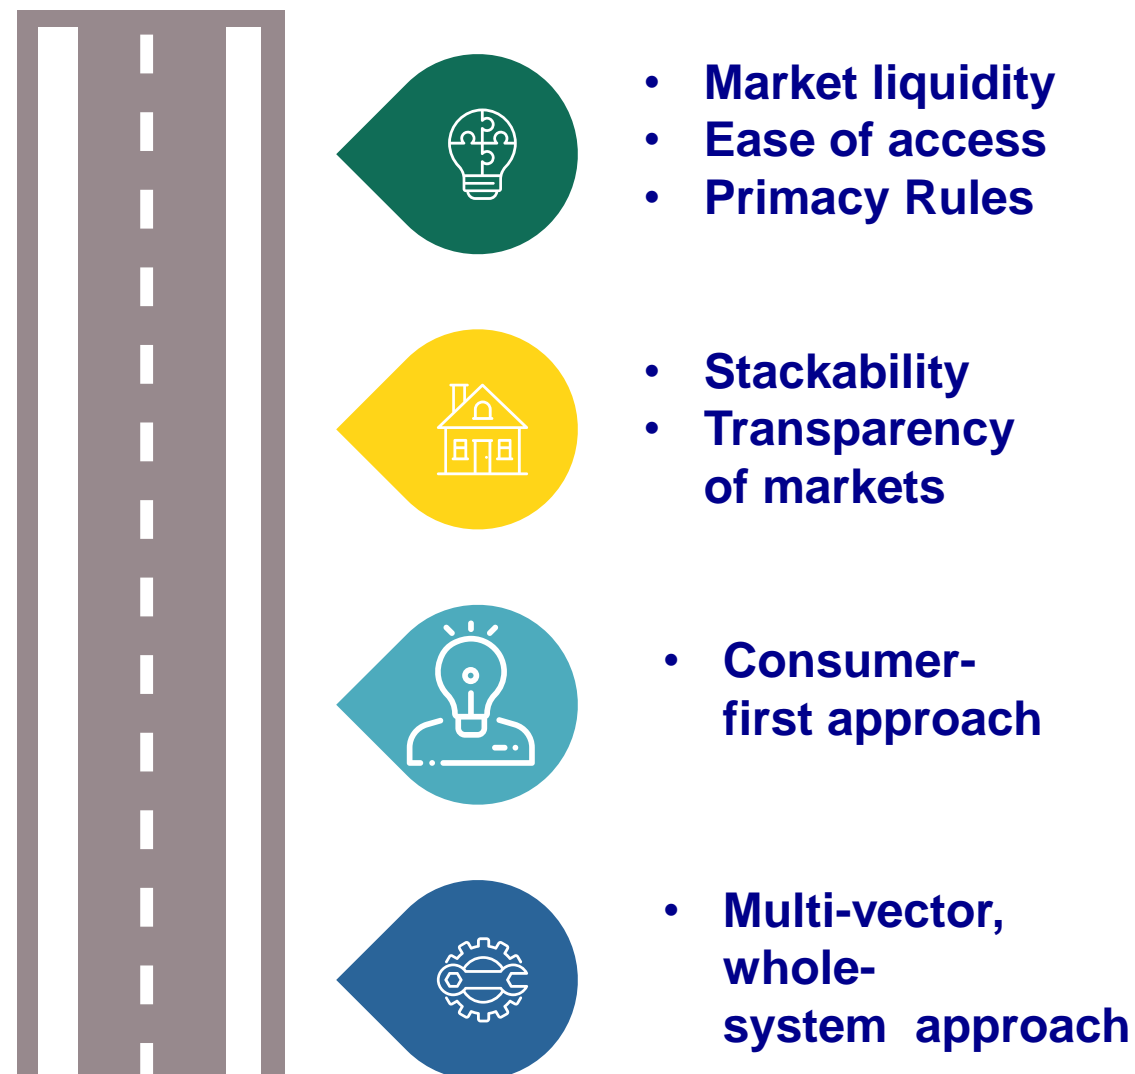 • Market liquidity
• Ease of access
• Primacy Rules
• Stackability
• Transparency
of markets
• Consumer-
first approach
• Multi-vector,
whole-
system  approach